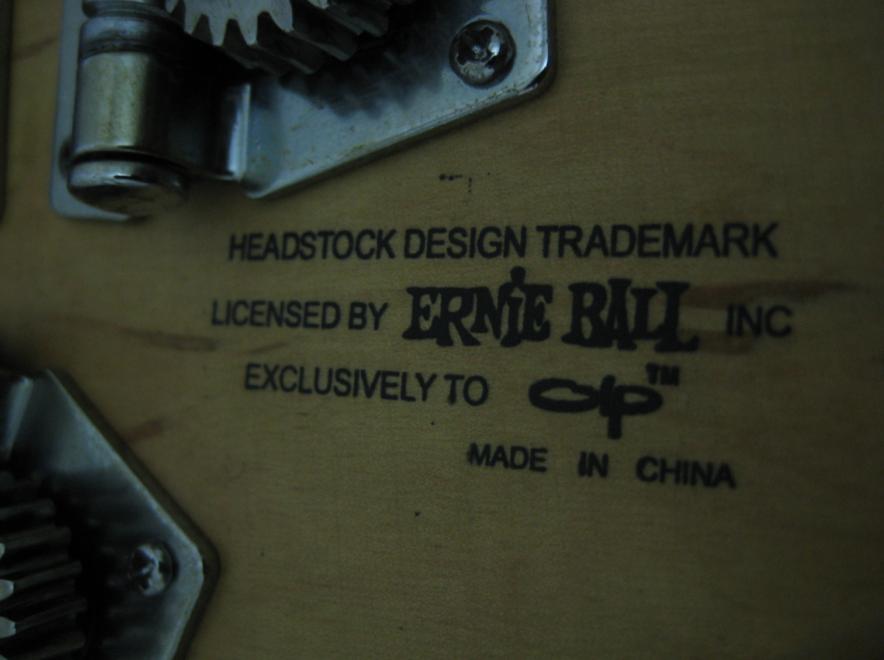 HEADSTOCK DESIGN TRADEMARK
LICENSED BY ERNiE BALL INC
EXCLUSIVELY TO OLP™
MADE IN CHINA